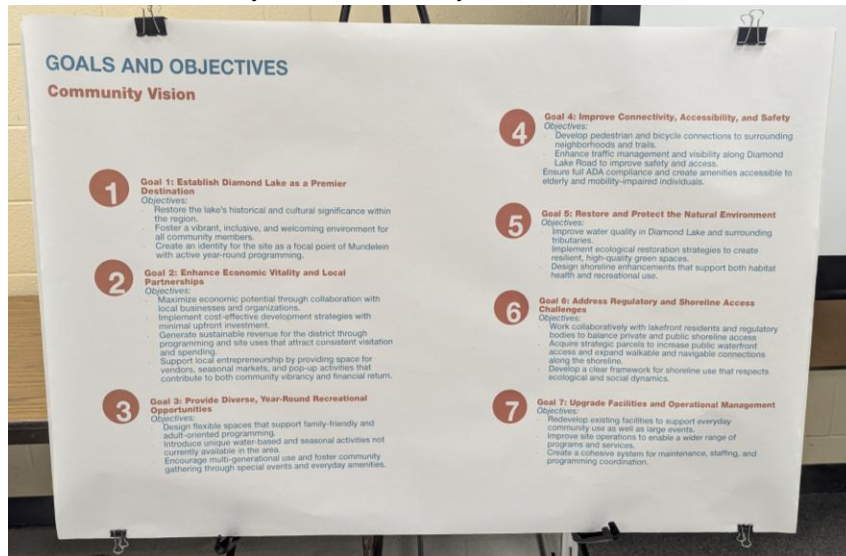 GOALS AND OBJECTIVES
Community Vision
1
Goal 1: Establish Diamond Lake as a Premier
Destination
Objectives:
· Restore the lake's historical and cultural significance within
the region.
· Foster a vibrant, inclusive, and welcoming environment for
all community members.
· Create an identity for the site as a focal point of Mundelein
with active year-round programming.
2
Goal 2: Enhance Economic Vitality and Local
Partnerships
Objectives:
· Maximize economic potential through collaboration with
local businesses and organizations.
· Implement cost-effective development strategies with
minimal upfront investment.
· Generate sustainable revenue for the district through
programming and site uses that attract consistent visitation
and spending.
· Support local entrepreneurship by providing space for
vendors, seasonal markets, and pop-up activities that
contribute to both community vibrancy and financial return.
3
Goal 3: Provide Diverse, Year-Round Recreational
Opportunities
Objectives:
· Design flexible spaces that support family-friendly and
adult-oriented programming.
· Introduce unique water-based and seasonal activities not
currently available in the area.
· Encourage multi-generational use and foster community
gathering through special events and everyday amenities.
4
Goal 4: Improve Connectivity, Accessibility, and Safety
Objectives:
· Develop pedestrian and bicycle connections to surrounding
neighborhoods and trails.
· Enhance traffic management and visibility along Diamond
Lake Road to improve safety and access.
Ensure full ADA compliance and create amenities accessible to
elderly and mobility-impaired individuals.
5
Goal 5: Restore and Protect the Natural Environment
Objectives:
· Improve water quality in Diamond Lake and surrounding
tributaries.
· Implement ecological restoration strategies to create
resilient, high-quality green spaces.
· Design shoreline enhancements that support both habitat
health and recreational use.
6
Goal 6: Address Regulatory and Shoreline Access
Challenges
Objectives:
· Work collaboratively with lakefront residents and regulatory
bodies to balance private and public shoreline access
· Acquire strategic parcels to increase public waterfront
access and expand walkable and navigable connections
along the shoreline.
· Develop a clear framework for shoreline use that respects
ecological and social dynamics.
7
Goal 7: Upgrade Facilities and Operational Management
Objectives:
· Redevelop existing facilities to support everyday
community use as well as large events.
· Improve site operations to enable a wider range of
programs and services.
· Create a cohesive system for maintenance, staffing, and
programming coordination.